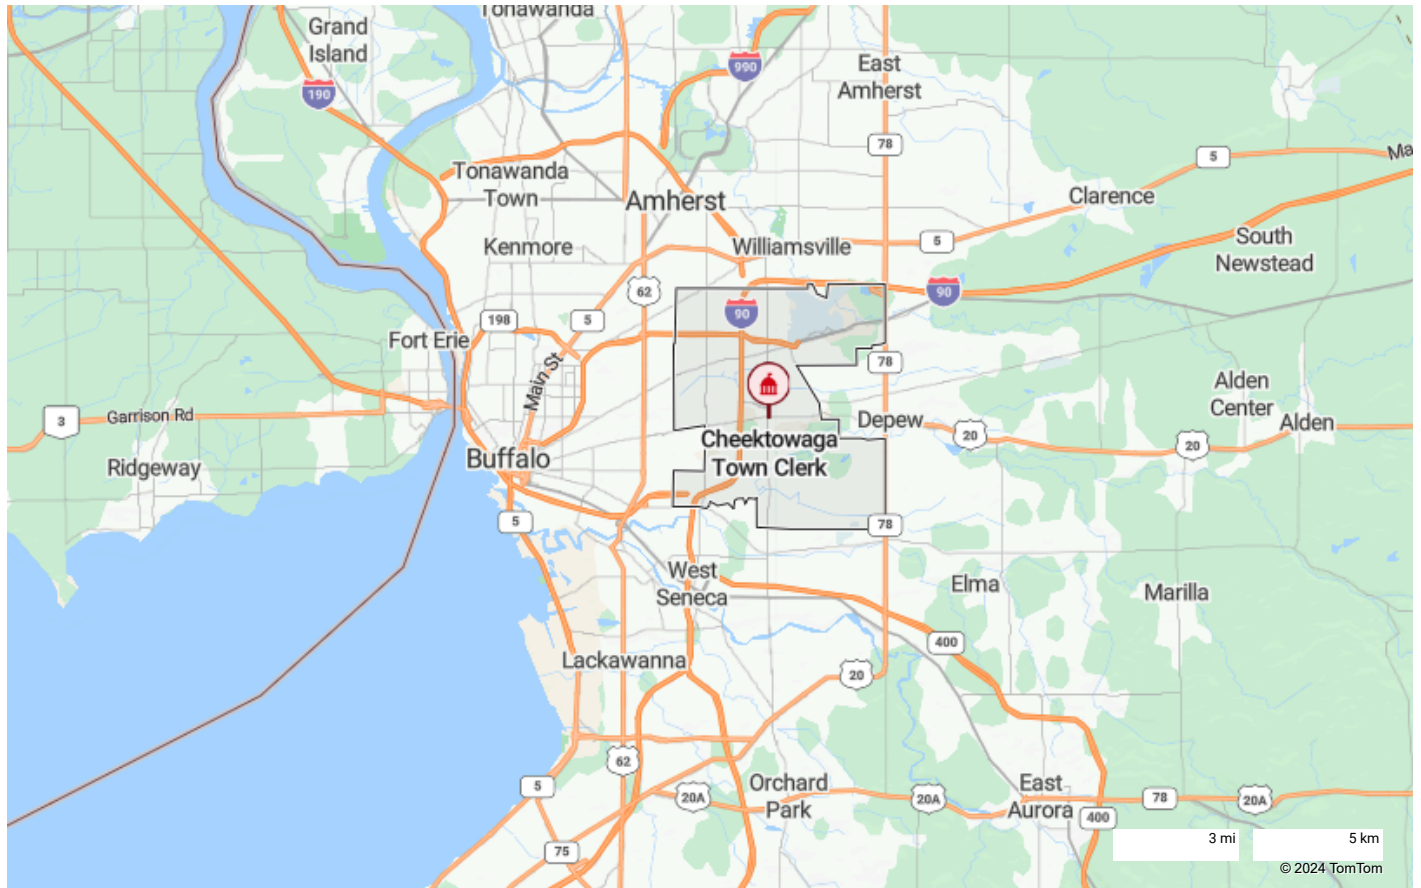 Tonawanda
Grand
Island
990
East
Amherst
190
78
5
Ma
Tonawanda
Town
Amherst
Clarence
Kenmore
Williamsville
5
South
Newstead
62
90
90
198
5
Fort Erie
Main St
78
Alden
Center
3
Garrison Rd
Depew
20
20
Alden
Cheektowaga
Town Clerk
Buffalo
Ridgeway
5
78
West
Seneca
Elma
Marilla
400
Lackawanna
20
62
5
20A
Orchard
Park
20A
East
Aurora
78
20A
400
75
3 mi
5 km
© 2024 TomTom